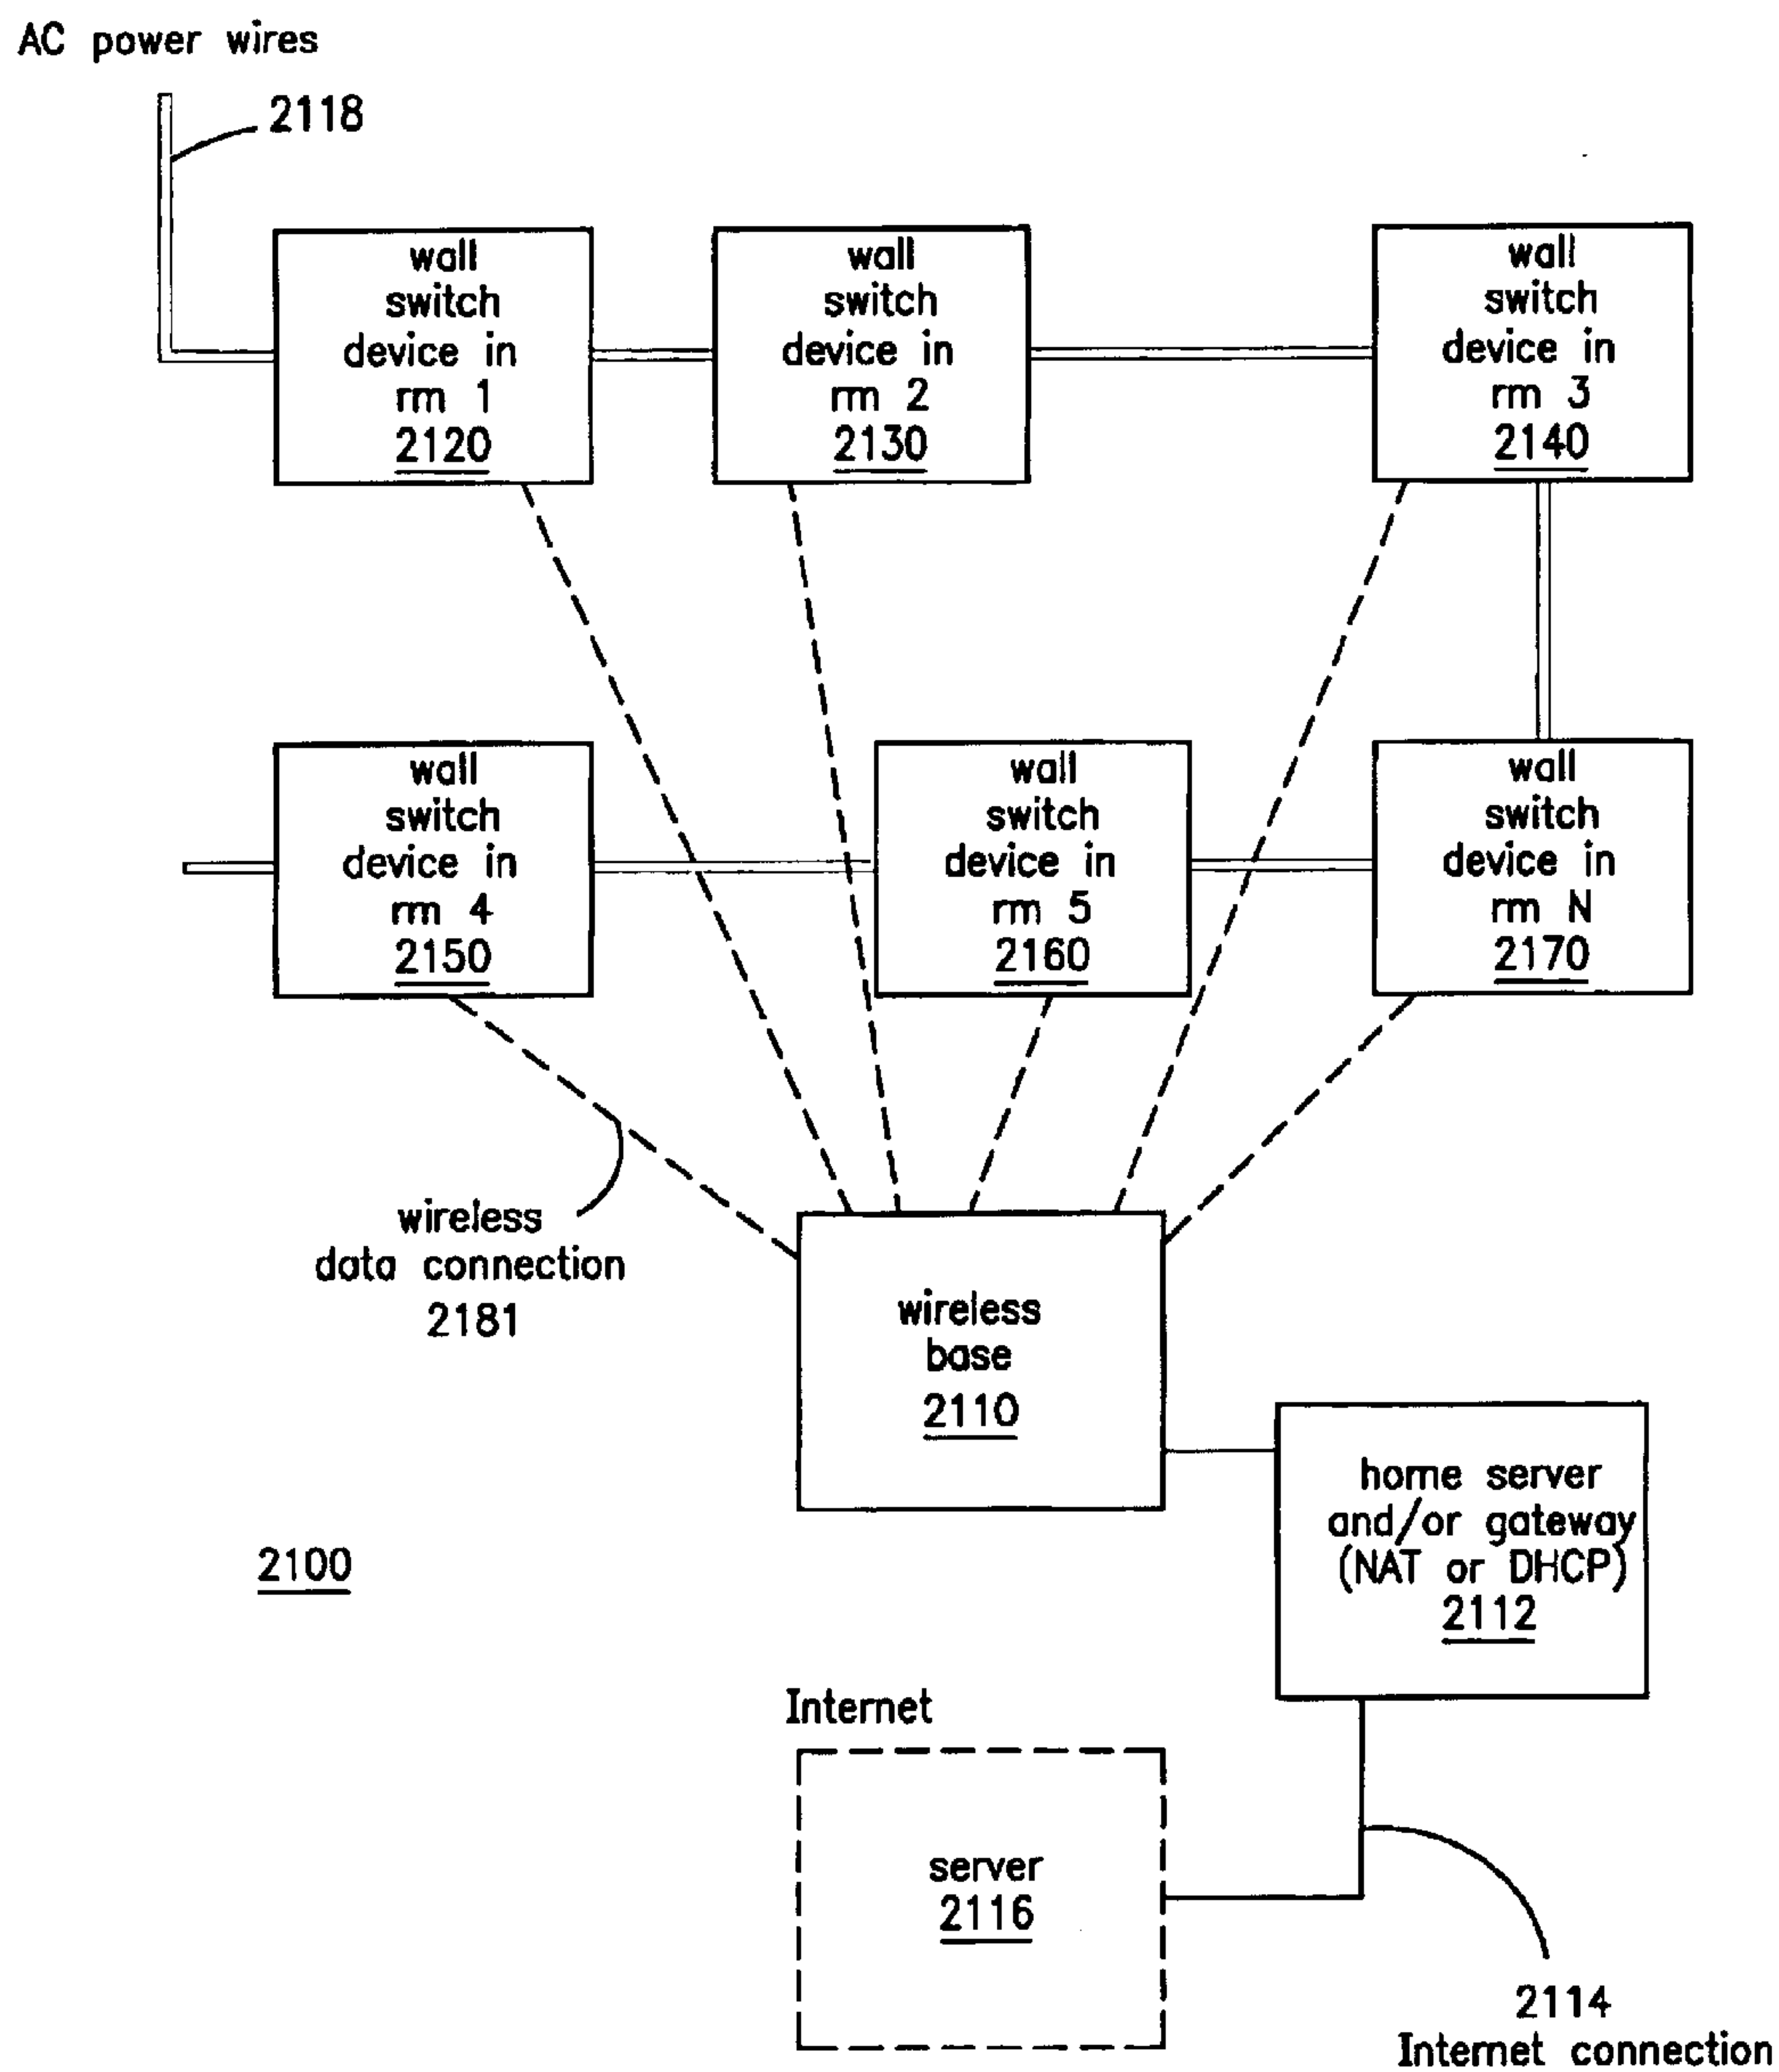 AC power wires
2118
wall
switch
device in
rm 1
2120
wall
switch
device in
rm 2
2130
wall
switch
device in
rm 3
2140
wall
switch
device in
rm 4
2150
wall
switch
device in
rm 5
2160
wall
switch
device in
rm N
2170
wireless
data connection
2181
wireless
base
2110
home server
and/or gateway
(NAT or DHCP)
2112
2100
Internet
server
2116
2114
Internet connection